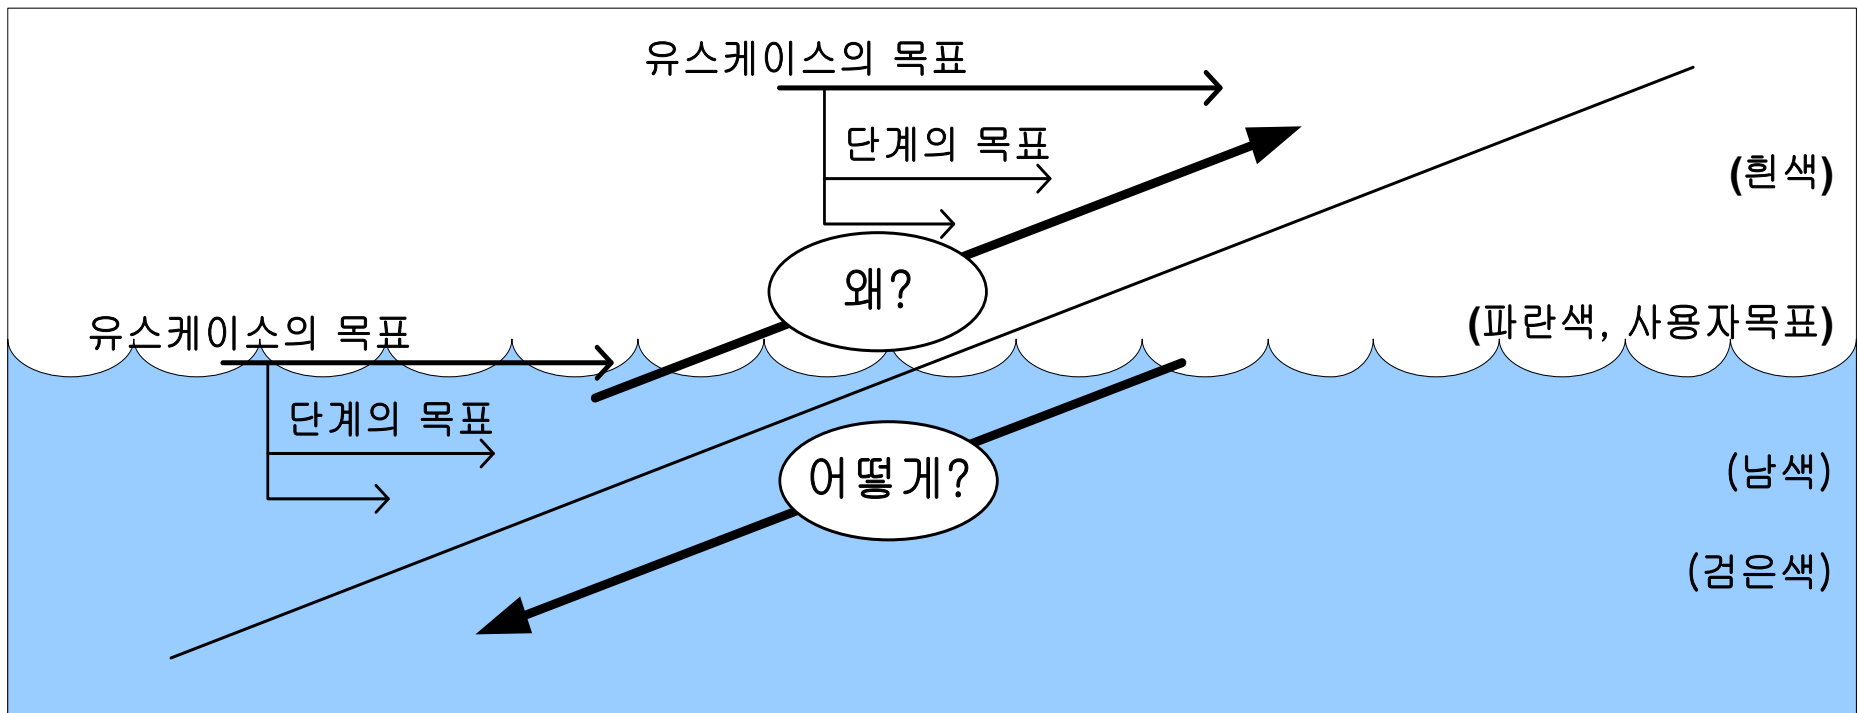 유스케이스의 목표
단계의 목표
(흰색)
왜?
유스케이스의 목표
(파란색, 사용자목표)
단계의 목표
어떻게?
(남색)
(검은색)